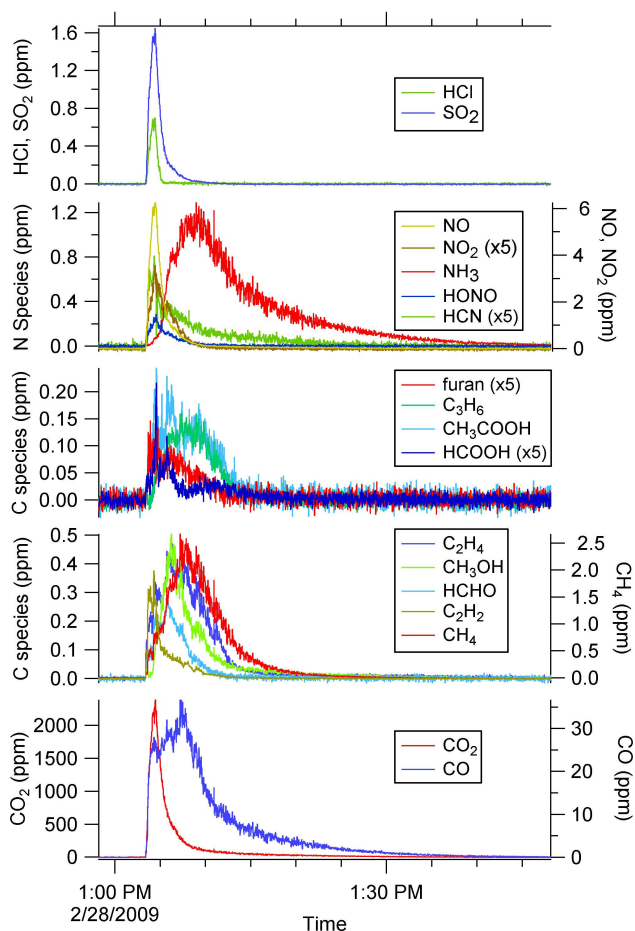 HCl, SO2 (ppm)
1.6
1.2
0.8
0.4
0.0
HCl
SO2
N Species (ppm)
1.2
0.8
0.4
0.0
NO
NO2 (x5)
NH3
HONO
HCN (x5)
6
4
2
0
NO, NO2 (ppm)
C species (ppm)
0.20
0.15
0.10
0.05
0.00
furan (x5)
C3H6
CH3COOH
HCOOH (x5)
C species (ppm)
0.5
0.4
0.3
0.2
0.1
0.0
C2H4
CH3OH
HCHO
C2H2
CH4
2.5
2.0
1.5
1.0
0.5
0.0
CH4 (ppm)
CO2 (ppm)
2000
1500
1000
500
0
CO2
CO
30
20
10
0
CO (ppm)
1:00 PM
1:30 PM
2/28/2009
Time